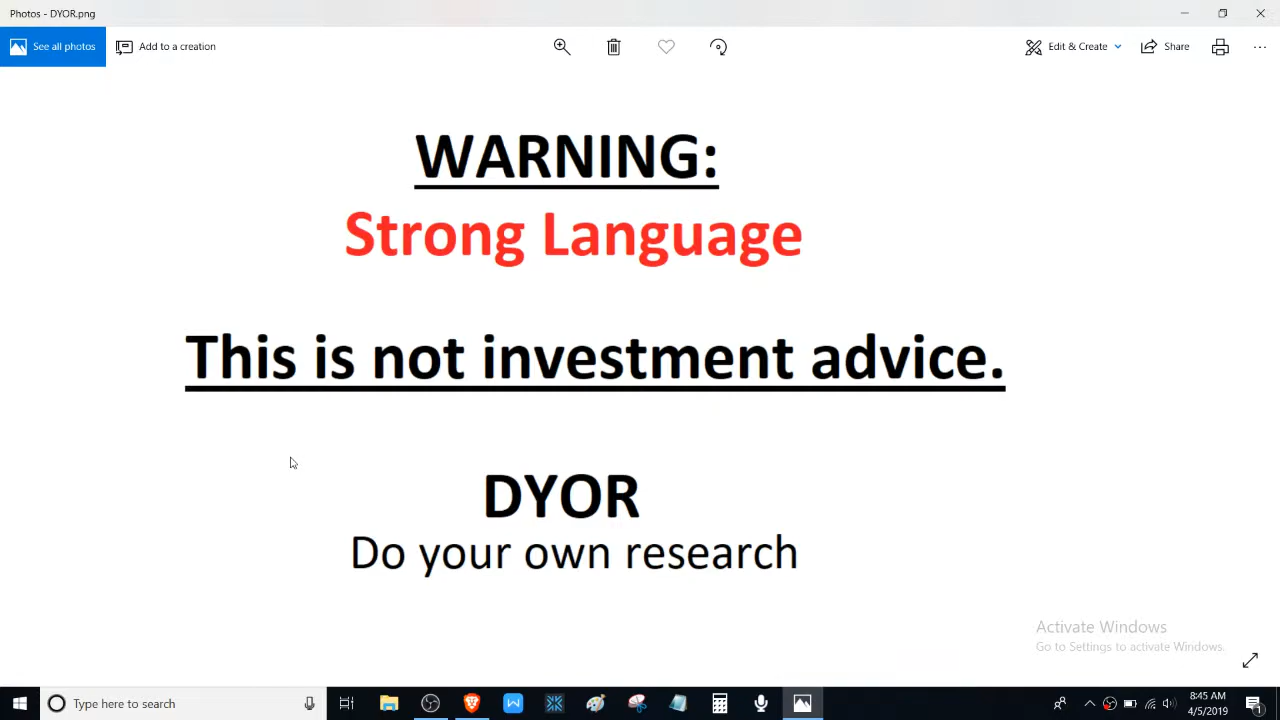 Photos - DYOR.png
See all photos
Add to a creation
Edit & Create
Share
WARNING:
Strong Language
This is not investment advice.
DYOR
Do your own research
Activate Windows
Go to Settings to activate Windows.
Type here to search
8:45 AM
4/5/2019